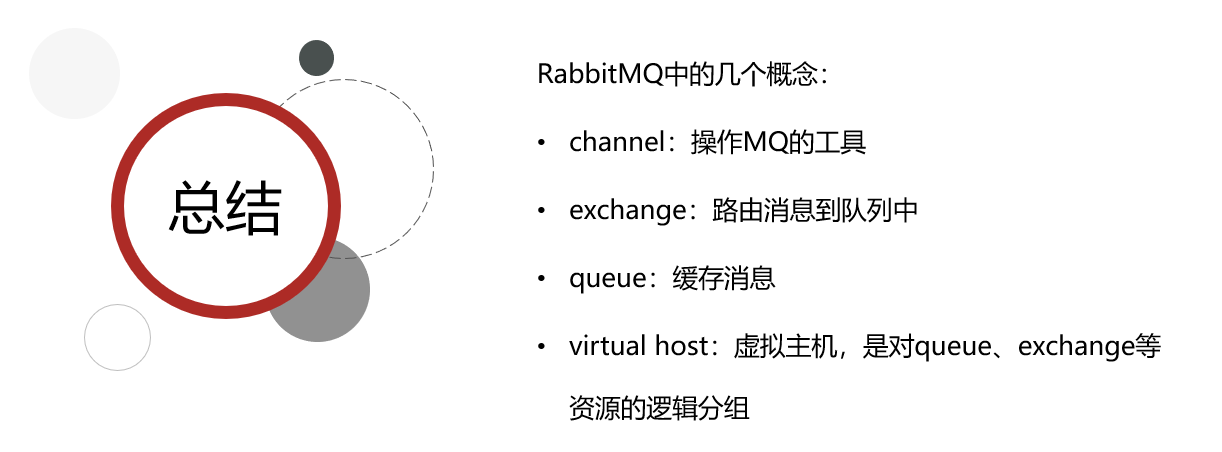 总结
RabbitMQ中的几个概念：
• channel：操作MQ的工具
• exchange：路由消息到队列中
• queue：缓存消息
• virtual host：虚拟主机，是对queue、exchange等
资源的逻辑分组